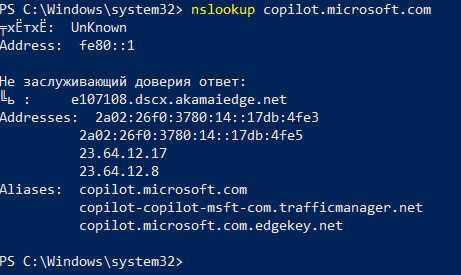 PS C:\Windows\system32> nslookup copilot.microsoft.com
╤хЁтхЁ:  UnKnown
Address:  fe80::1

Не заслуживающий доверия ответ:
╚ь :     e107108.dscx.akamaiedge.net
Addresses:  2a02:26f0:3780:14::17db:4fe3
          2a02:26f0:3780:14::17db:4fe5
          23.64.12.17
          23.64.12.8
Aliases:  copilot.microsoft.com
          copilot-copilot-msft-com.trafficmanager.net
          copilot.microsoft.com.edgekey.net

PS C:\Windows\system32>